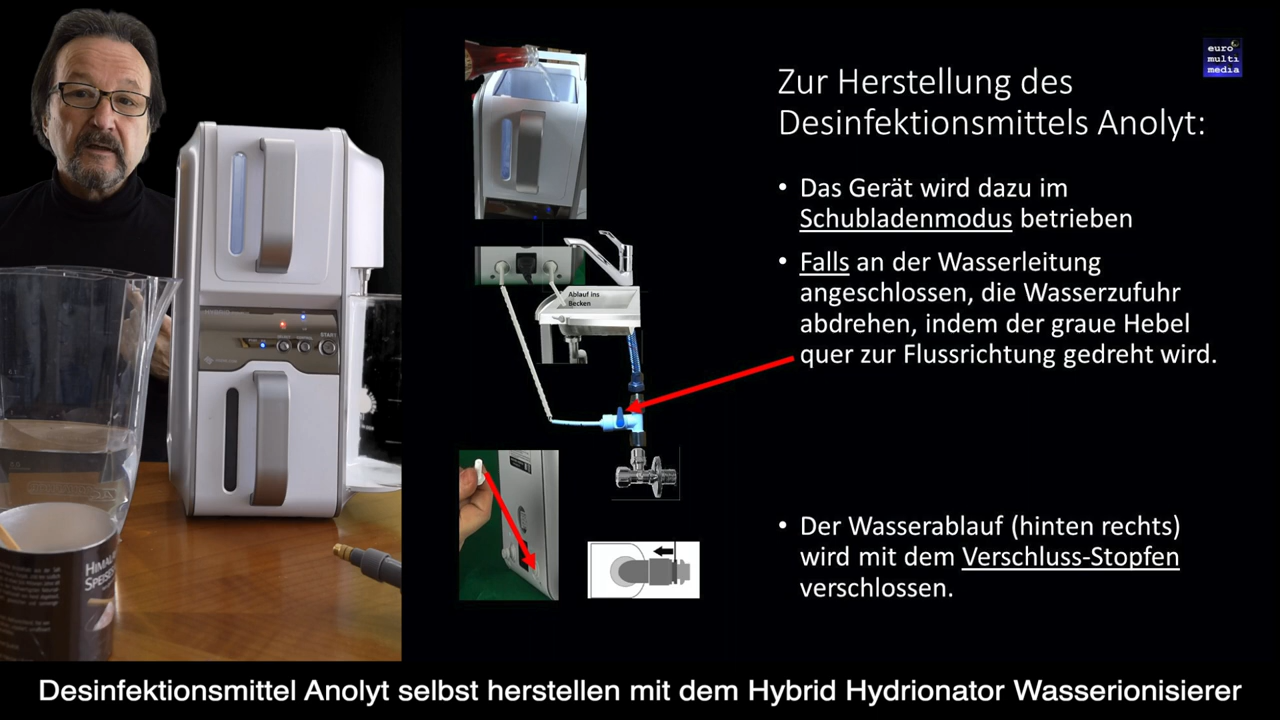 euro
multi
media
Zur Herstellung des
Desinfektionsmittels Anolyt:
• Das Gerät wird dazu im
Schubladenmodus betrieben
• Falls an der Wasserleitung
angeschlossen, die Wasserzufuhr
abdrehen, indem der graue Hebel
quer zur Flussrichtung gedreht wird.
Ablauf ins
Becken
START
• Der Wasserablauf (hinten rechts)
wird mit dem Verschluss-Stopfen
verschlossen.
Desinfektionsmittel Anolyt selbst herstellen mit dem Hybrid Hydrionator Wasserionisierer